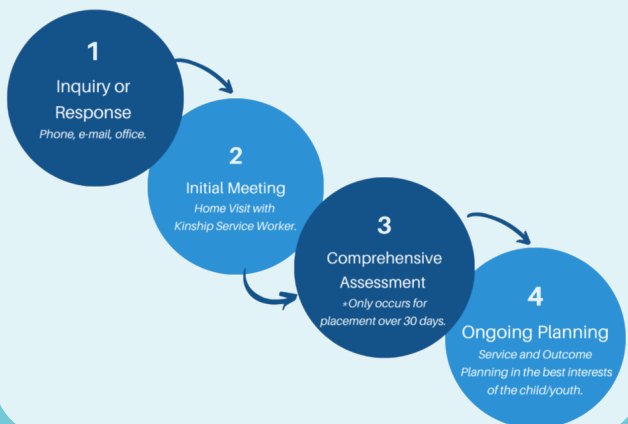 1
Inquiry or
Response
Phone, e-mail, office.
2
Initial Meeting
Home Visit with
Kinship Service Worker.
3
Comprehensive
Assessment
*Only occurs for
placement over 30 days.
4
Ongoing Planning
Service and Outcome
Planning in the best interests
of the child/youth.